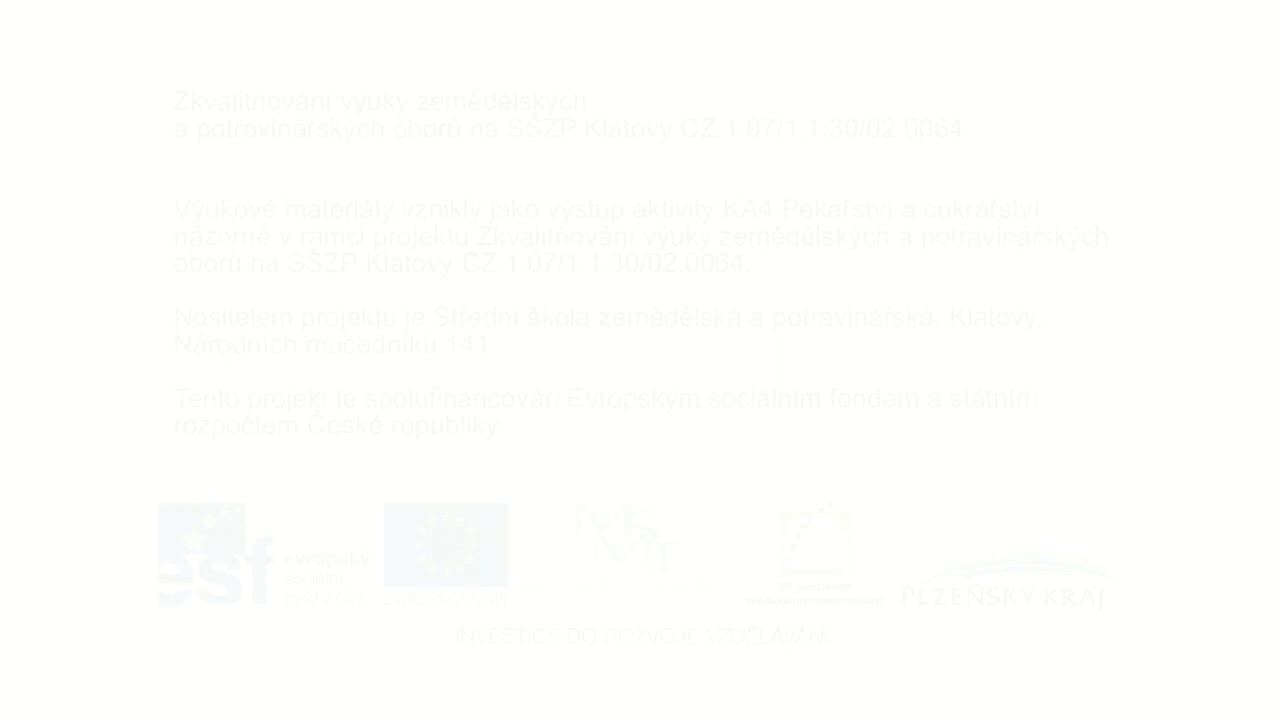 Zkvalitňování výuky zemědělských
a potravinářských oborů na SŠZP Klatovy CZ.1.07/1.1.30/02.0064
Výukové materiály vznikly jako výstup aktivity KA4 Pekařství a cukrářství
názorně v rámci projektu Zkvalitňování výuky zemědělských a potravinářských
oborů na SŠZP Klatovy CZ.1.07/1.1.30/02.0064.
Nositelem projektu je Střední škola zemědělská a potravinářská, Klatovy,
Národních mučedníků 141
Tento projekt je spolufinancován Evropským sociálním fondem a státním
rozpočtem České republiky
esf evropský
sociální
fond v ČR
EVROPSKÁ UNIE
PLZEŇSKÝ KRAJ
INVESTICE DO ROZVOJE VZDĚLÁVÁNÍ